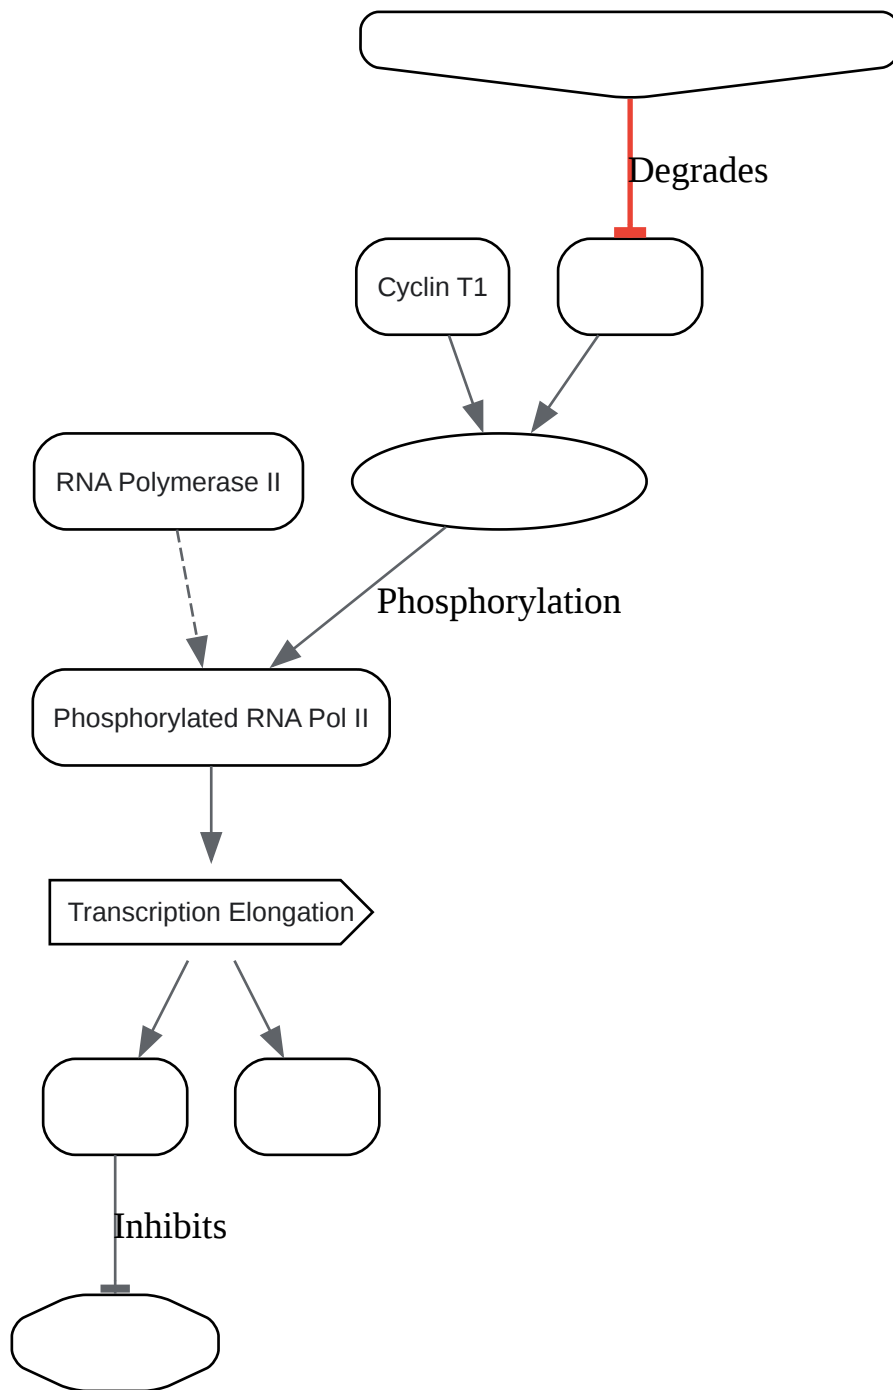 Degrades
Cyclin T1
RNA Polymerase II
Phosphorylation
Phosphorylated RNA Pol II
Transcription Elongation
Inhibits